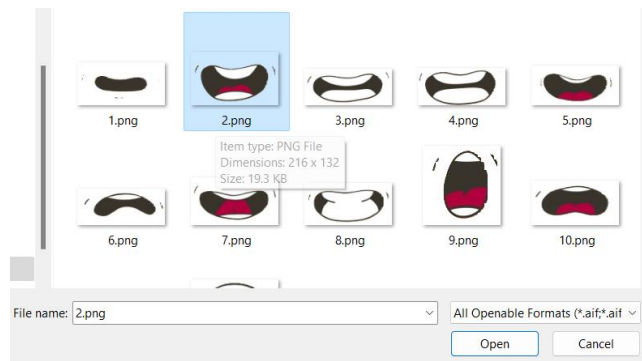 1.png
2.png
3.png
4.png
5.png
Item type: PNG File
Dimensions: 216 x 132
Size: 19.3 KB
6.png
7.png
8.png
9.png
10.png
File name: 2.png
All Openable Formats (*.aif;*.aif
Open
Cancel